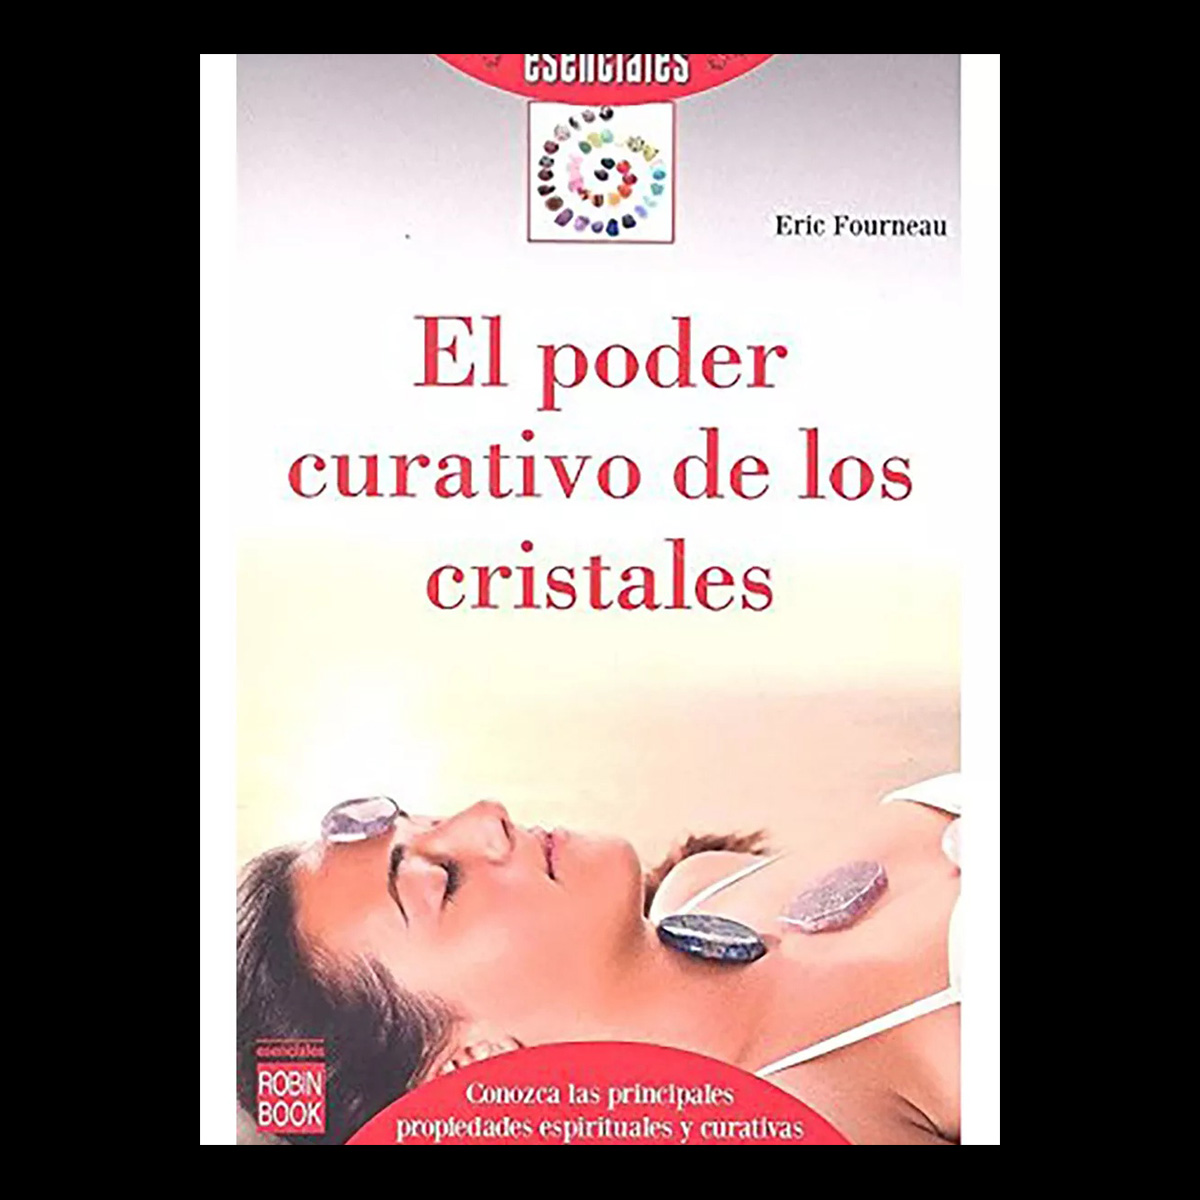 esenciales
Eric Fourneau
El poder
curativo de los
cristales
esenciales
ROBIN
BOOK
Conozca las principales
propiedades espirituales y curativas